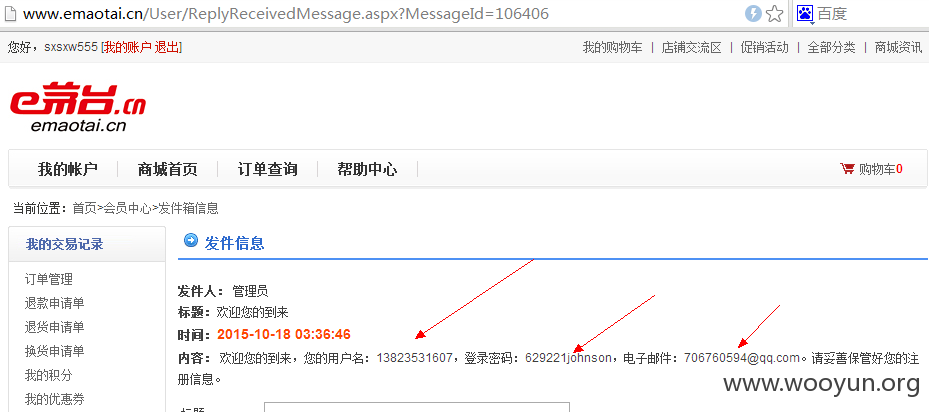 www.emaotai.cn/User/ReplyReceivedMessage.aspx?MessageId=106406 百度
您好，sxsxw555 [我的账户 退出] 我的购物车 | 店铺交流区 | 促销活动 | 全部分类 | 商城资讯
e茅台.cn
emaotai.cn
我的帐户 商城首页 订单查询 帮助中心 购物车0
当前位置：首页>会员中心>发件箱信息
我的交易记录
订单管理
退款申请单
退货申请单
换货申请单
我的积分
我的优惠券
发件信息
发件人： 管理员
标题：欢迎您的到来
时间：2015-10-18 03:36:46
内容： 欢迎您的到来，您的用户名：13823531607，登录密码：629221johnson，电子邮件：706760594@qq.com。请妥善保管好您的注
册信息。
标题
www.wooyun.org